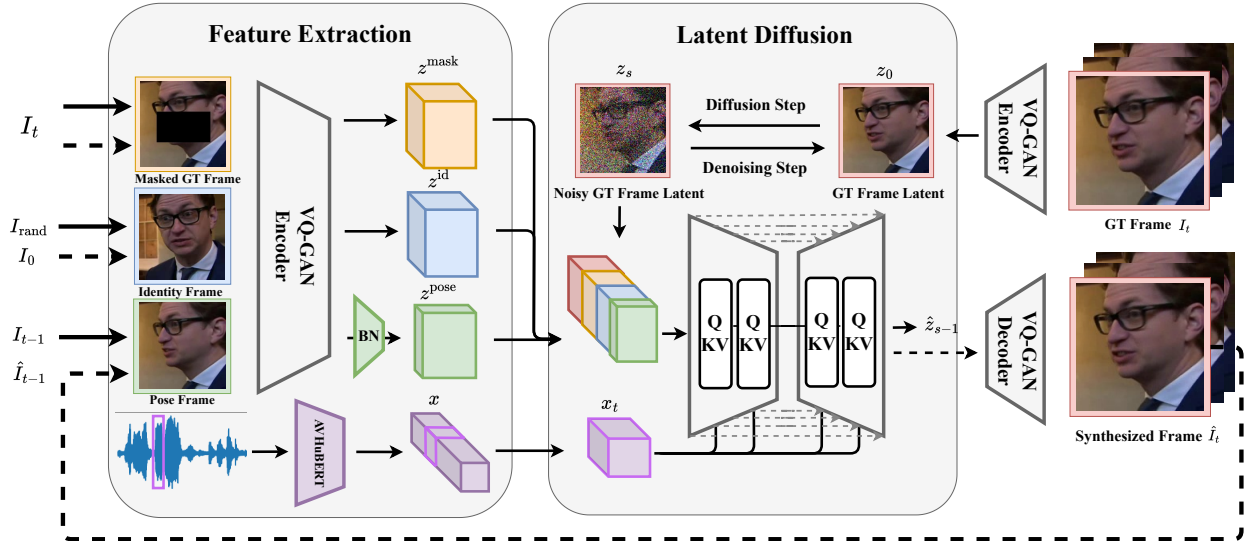 Feature Extraction
Latent Diffusion
z^mask
z_s
z_0
I_t
Diffusion Step
Denoising Step
VQ-GAN
Encoder
Masked GT Frame
Noisy GT Frame Latent
GT Frame Latent
GT Frame I_t
z^id
I_rand
I_0
VQ-GAN
Encoder
Identity Frame
z^pose
I_{t-1}
Î_{t-1}
BN
Q
KV
Q
KV
Q
KV
Q
KV
ẑ_{s-1}
VQ-GAN
Decoder
Pose Frame
x
x_t
AVHuBERT
Synthesized Frame Î_t